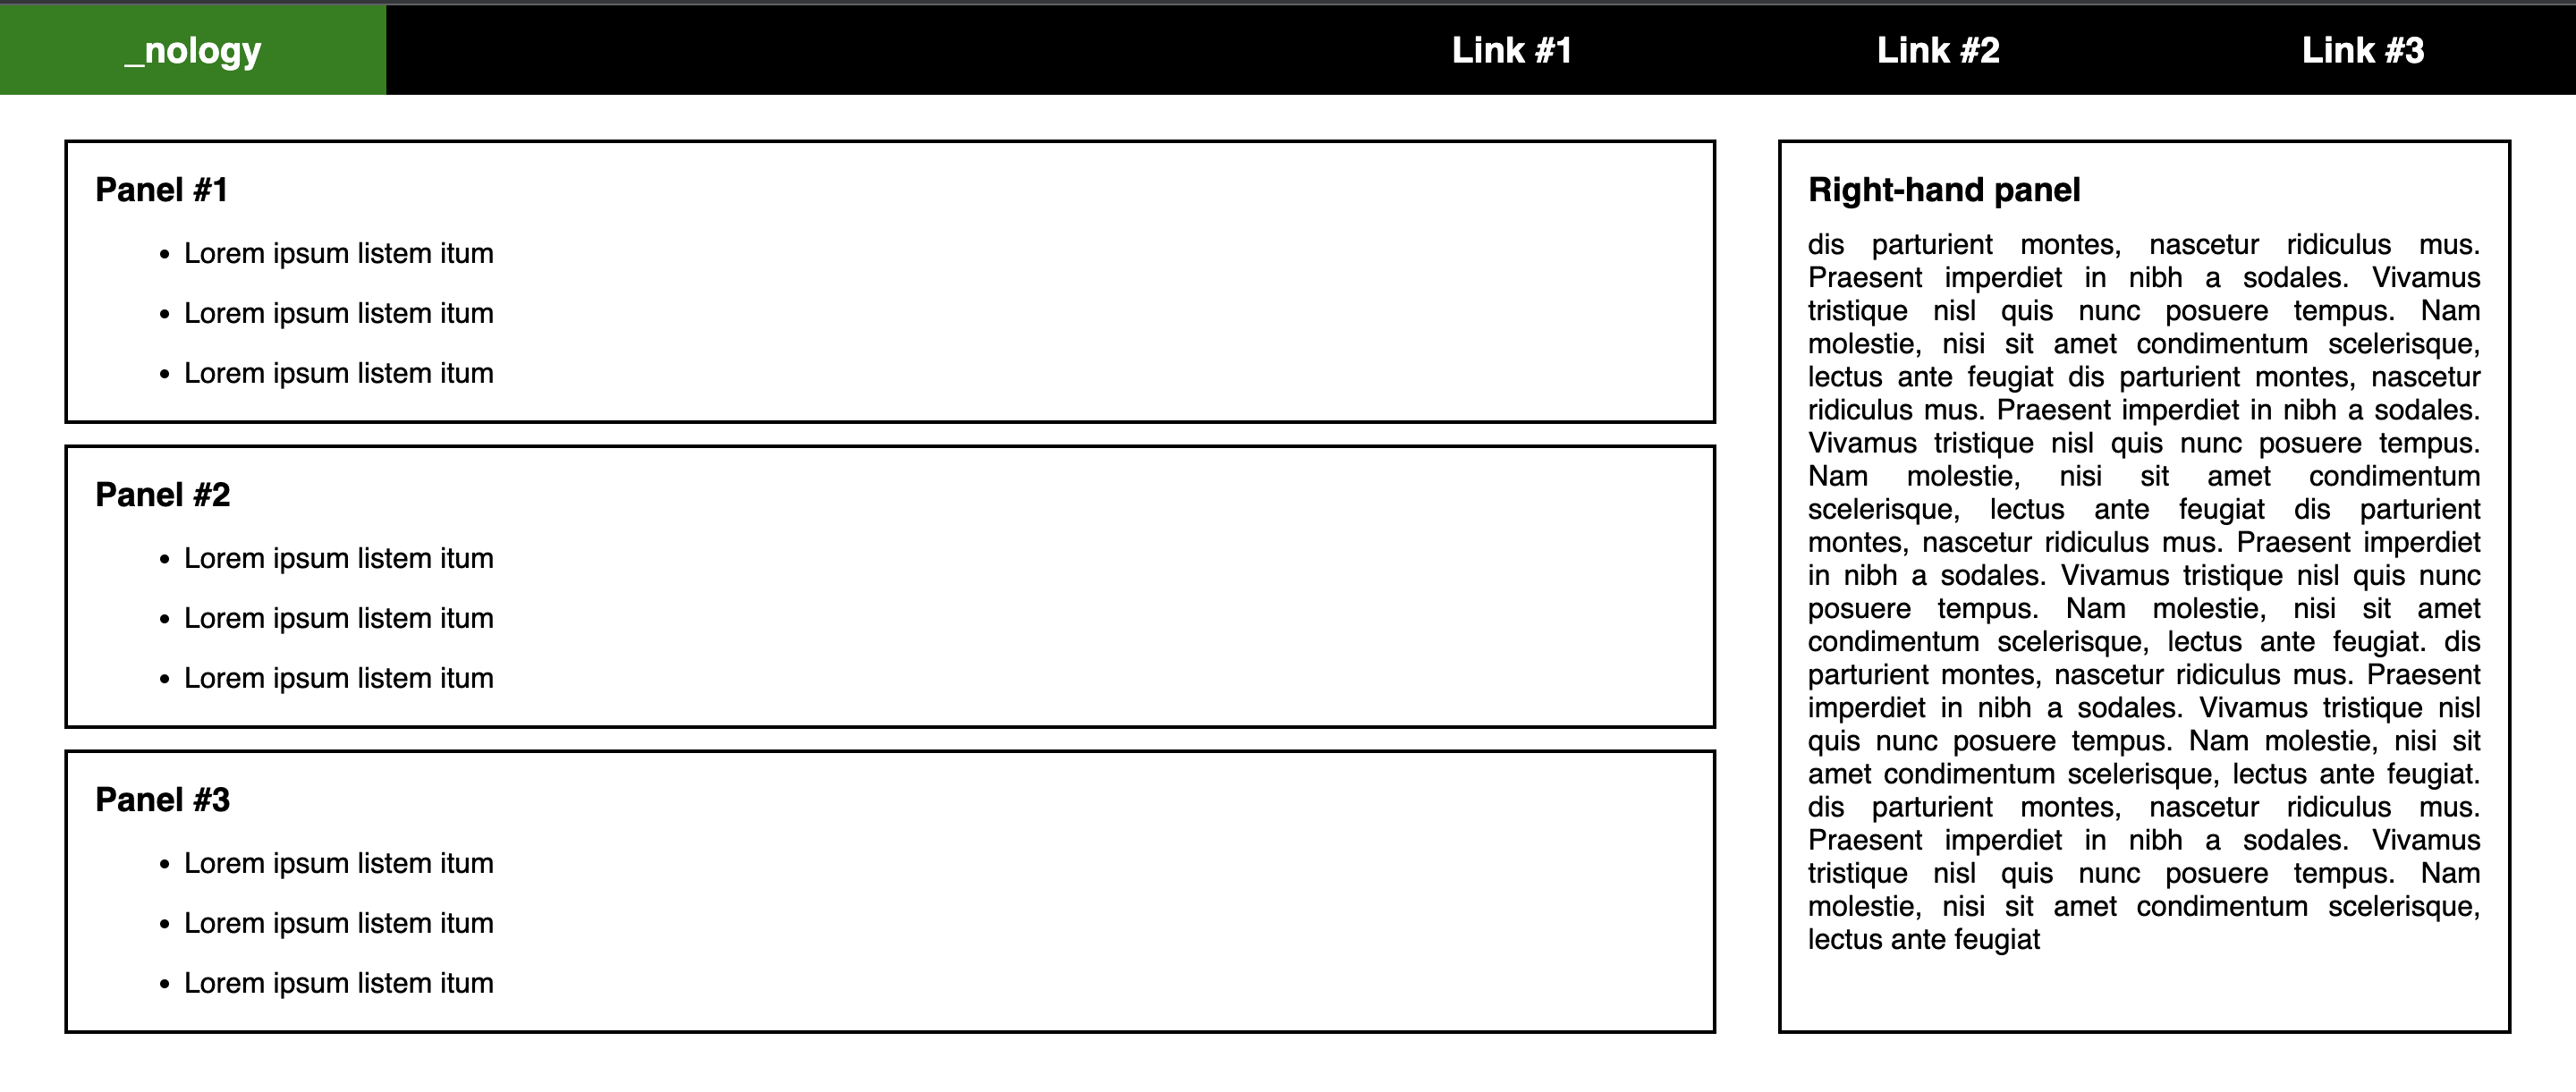 _nology
Link #1
Link #2
Link #3
Panel #1
• Lorem ipsum listem itum
• Lorem ipsum listem itum
• Lorem ipsum listem itum
Panel #2
• Lorem ipsum listem itum
• Lorem ipsum listem itum
• Lorem ipsum listem itum
Panel #3
• Lorem ipsum listem itum
• Lorem ipsum listem itum
• Lorem ipsum listem itum
Right-hand panel
dis parturient montes, nascetur ridiculus mus.
Praesent imperdiet in nibh a sodales. Vivamus
tristique nisl quis nunc posuere tempus. Nam
molestie, nisi sit amet condimentum scelerisque,
lectus ante feugiat dis parturient montes, nascetur
ridiculus mus. Praesent imperdiet in nibh a sodales.
Vivamus tristique nisl quis nunc posuere tempus.
Nam molestie, nisi sit amet condimentum
scelerisque, lectus ante feugiat dis parturient
montes, nascetur ridiculus mus. Praesent imperdiet
in nibh a sodales. Vivamus tristique nisl quis nunc
posuere tempus. Nam molestie, nisi sit amet
condimentum scelerisque, lectus ante feugiat. dis
parturient montes, nascetur ridiculus mus. Praesent
imperdiet in nibh a sodales. Vivamus tristique nisl
quis nunc posuere tempus. Nam molestie, nisi sit
amet condimentum scelerisque, lectus ante feugiat.
dis parturient montes, nascetur ridiculus mus.
Praesent imperdiet in nibh a sodales. Vivamus
tristique nisl quis nunc posuere tempus. Nam
molestie, nisi sit amet condimentum scelerisque,
lectus ante feugiat